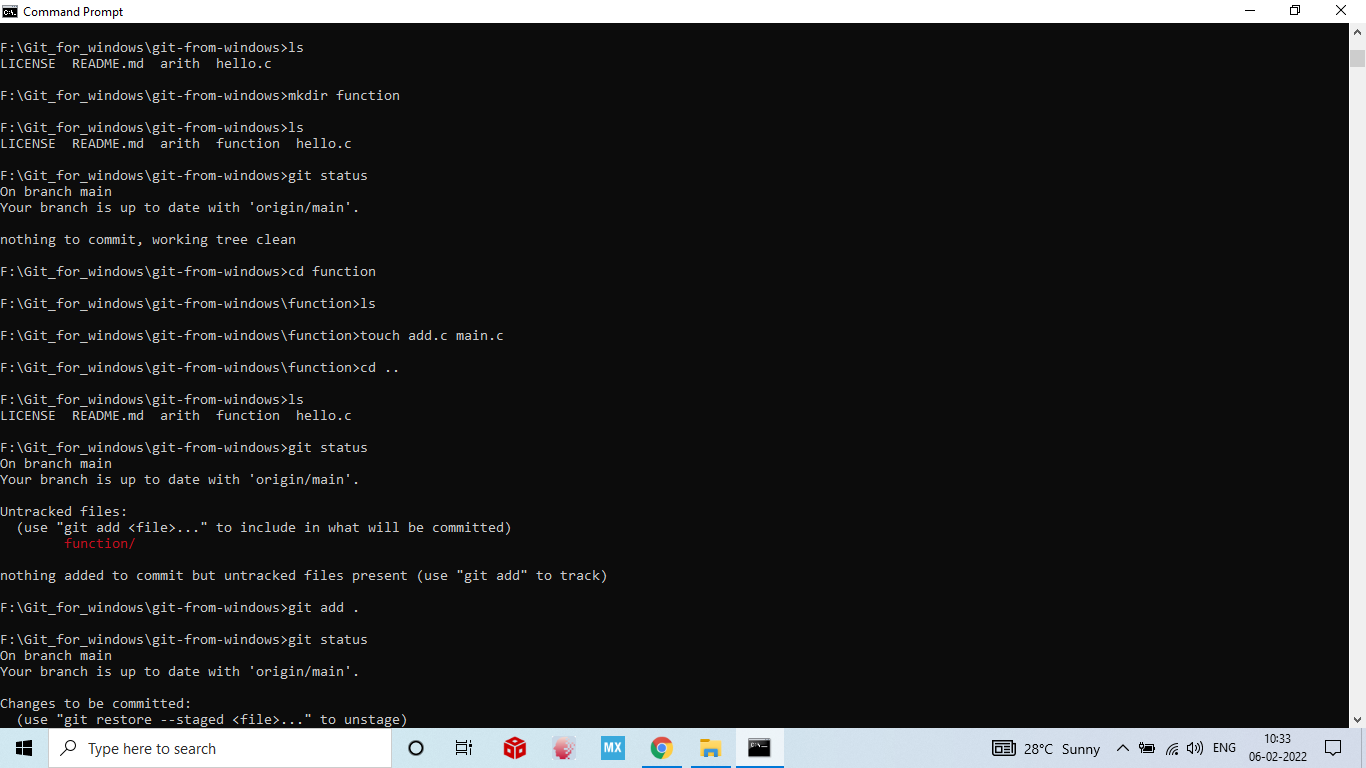 Command Prompt
F:\Git_for_windows\git-from-windows>ls
LICENSE  README.md  arith  hello.c
F:\Git_for_windows\git-from-windows>mkdir function
F:\Git_for_windows\git-from-windows>ls
LICENSE  README.md  arith  function  hello.c
F:\Git_for_windows\git-from-windows>git status
On branch main
Your branch is up to date with 'origin/main'.
nothing to commit, working tree clean
F:\Git_for_windows\git-from-windows>cd function
F:\Git_for_windows\git-from-windows\function>ls
F:\Git_for_windows\git-from-windows\function>touch add.c main.c
F:\Git_for_windows\git-from-windows\function>cd ..
F:\Git_for_windows\git-from-windows>ls
LICENSE  README.md  arith  function  hello.c
F:\Git_for_windows\git-from-windows>git status
On branch main
Your branch is up to date with 'origin/main'.
Untracked files:
  (use "git add <file>..." to include in what will be committed)
        function/
nothing added to commit but untracked files present (use "git add" to track)
F:\Git_for_windows\git-from-windows>git add .
F:\Git_for_windows\git-from-windows>git status
On branch main
Your branch is up to date with 'origin/main'.
Changes to be committed:
  (use "git restore --staged <file>..." to unstage)
Type here to search
MX
28°C Sunny
ENG
10:33
06-02-2022